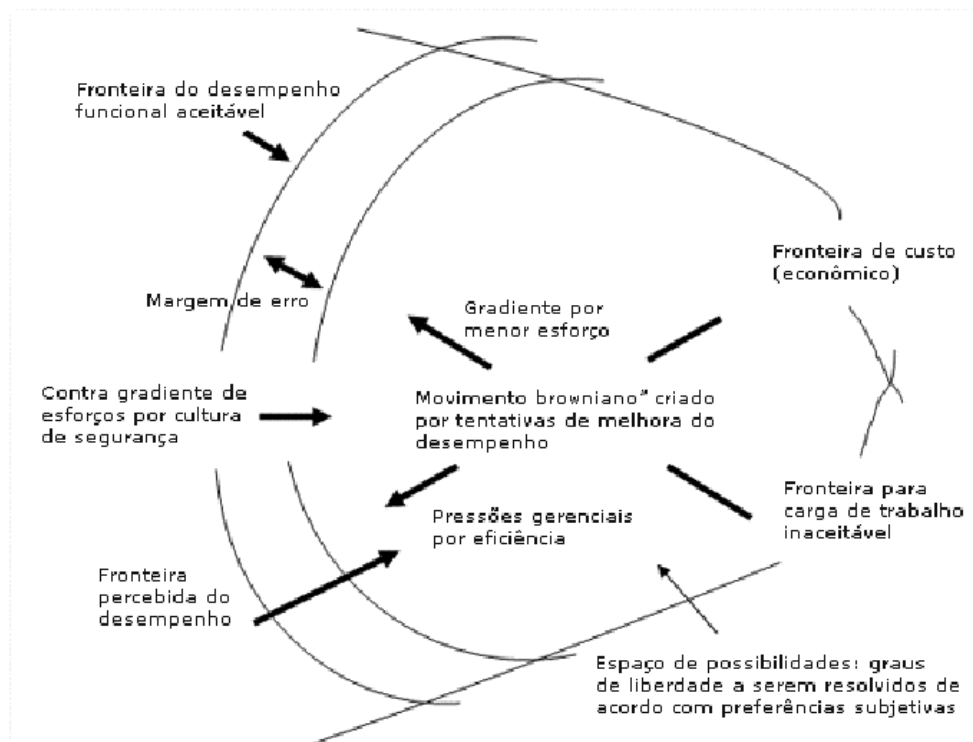 Fronteira do desempenho
funcional aceitável
Fronteira de custo
(econômico)
Margem de erro
Gradiente por
menor esforço
Contra gradiente de
esforços por cultura
de segurança
Movimento browniano" criado
por tentativas de melhora do
desempenho
Fronteira para
carga de trabalho
inaceitável
Pressões gerenciais
por eficiência
Fronteira
percebida do
desempenho
Espaço de possibilidades: graus
de liberdade a serem resolvidos de
acordo com preferências subjetivas